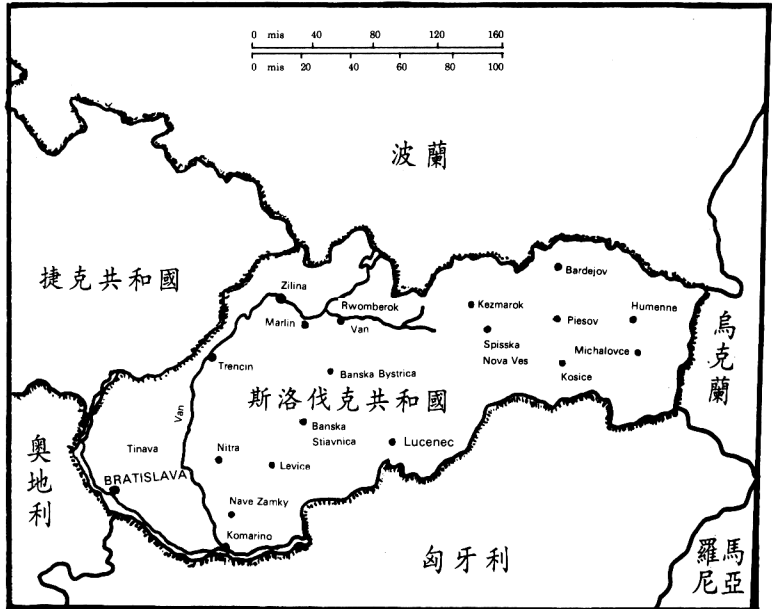 0 mis 40 80 120 160
0 mis 20 40 60 80 100
波蘭
捷克共和國
Bardejov
Zilina
Rwomberok
Kezmarok
Humenne
Marlin
Van
Piesov
Spisska
Nova Ves
Michalovce
烏克蘭
Trencin
Banska Bystrica
Kosice
斯洛伐克共和國
Van
Banska
Stiavnica
Lucenec
奧地利
Tinava
Nitra
Levice
BRATISLAVA
Nave Zamky
Komarino
匈牙利
羅馬尼亞